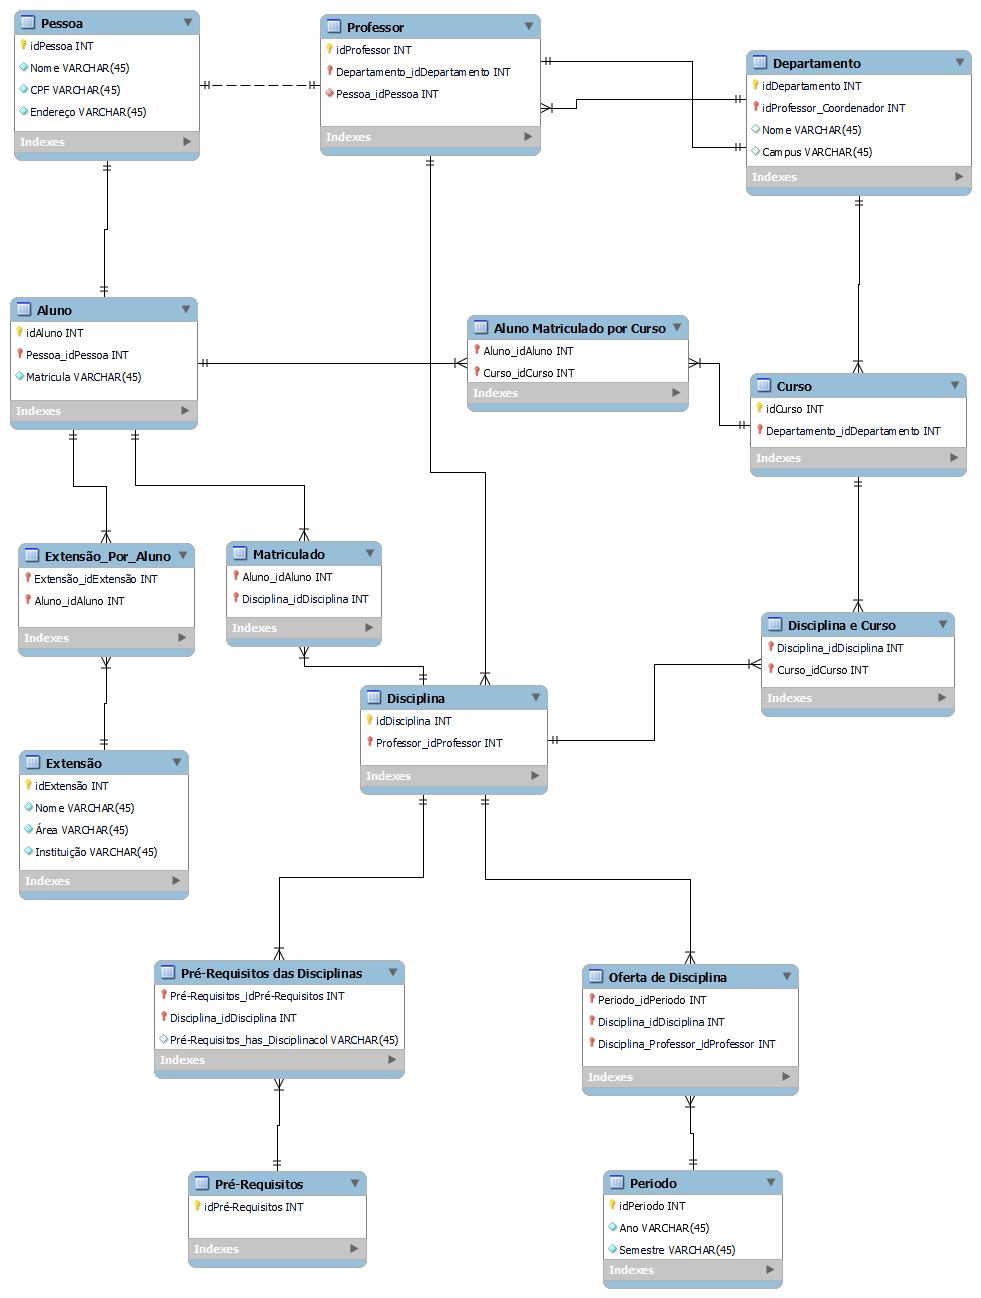 Pessoa
idPessoa INT
Nome VARCHAR(45)
CPF VARCHAR(45)
Endereço VARCHAR(45)
Indexes
Professor
idProfessor INT
Departamento_idDepartamento INT
Pessoa_idPessoa INT
Indexes
Departamento
idDepartamento INT
idProfessor_Coordenador INT
Nome VARCHAR(45)
Campus VARCHAR(45)
Indexes
Aluno
idAluno INT
Pessoa_idPessoa INT
Matricula VARCHAR(45)
Indexes
Aluno Matriculado por Curso
Aluno_idAluno INT
Curso_idCurso INT
Indexes
Curso
idCurso INT
Departamento_idDepartamento INT
Indexes
Extensão_Por_Aluno
Extensão_idExtensão INT
Aluno_idAluno INT
Indexes
Matriculado
Aluno_idAluno INT
Disciplina_idDisciplina INT
Indexes
Disciplina e Curso
Disciplina_idDisciplina INT
Curso_idCurso INT
Indexes
Disciplina
idDisciplina INT
Professor_idProfessor INT
Indexes
Extensão
idExtensão INT
Nome VARCHAR(45)
Área VARCHAR(45)
Instituição VARCHAR(45)
Indexes
Pré-Requisitos das Disciplinas
Pré-Requisitos_idPré-Requisitos INT
Disciplina_idDisciplina INT
Pré-Requisitos_has_Disciplinacol VARCHAR(45)
Indexes
Oferta de Disciplina
Periodo_idPeriodo INT
Disciplina_idDisciplina INT
Disciplina_Professor_idProfessor INT
Indexes
Pré-Requisitos
idPré-Requisitos INT
Indexes
Periodo
idPeriodo INT
Ano VARCHAR(45)
Semestre VARCHAR(45)
Indexes